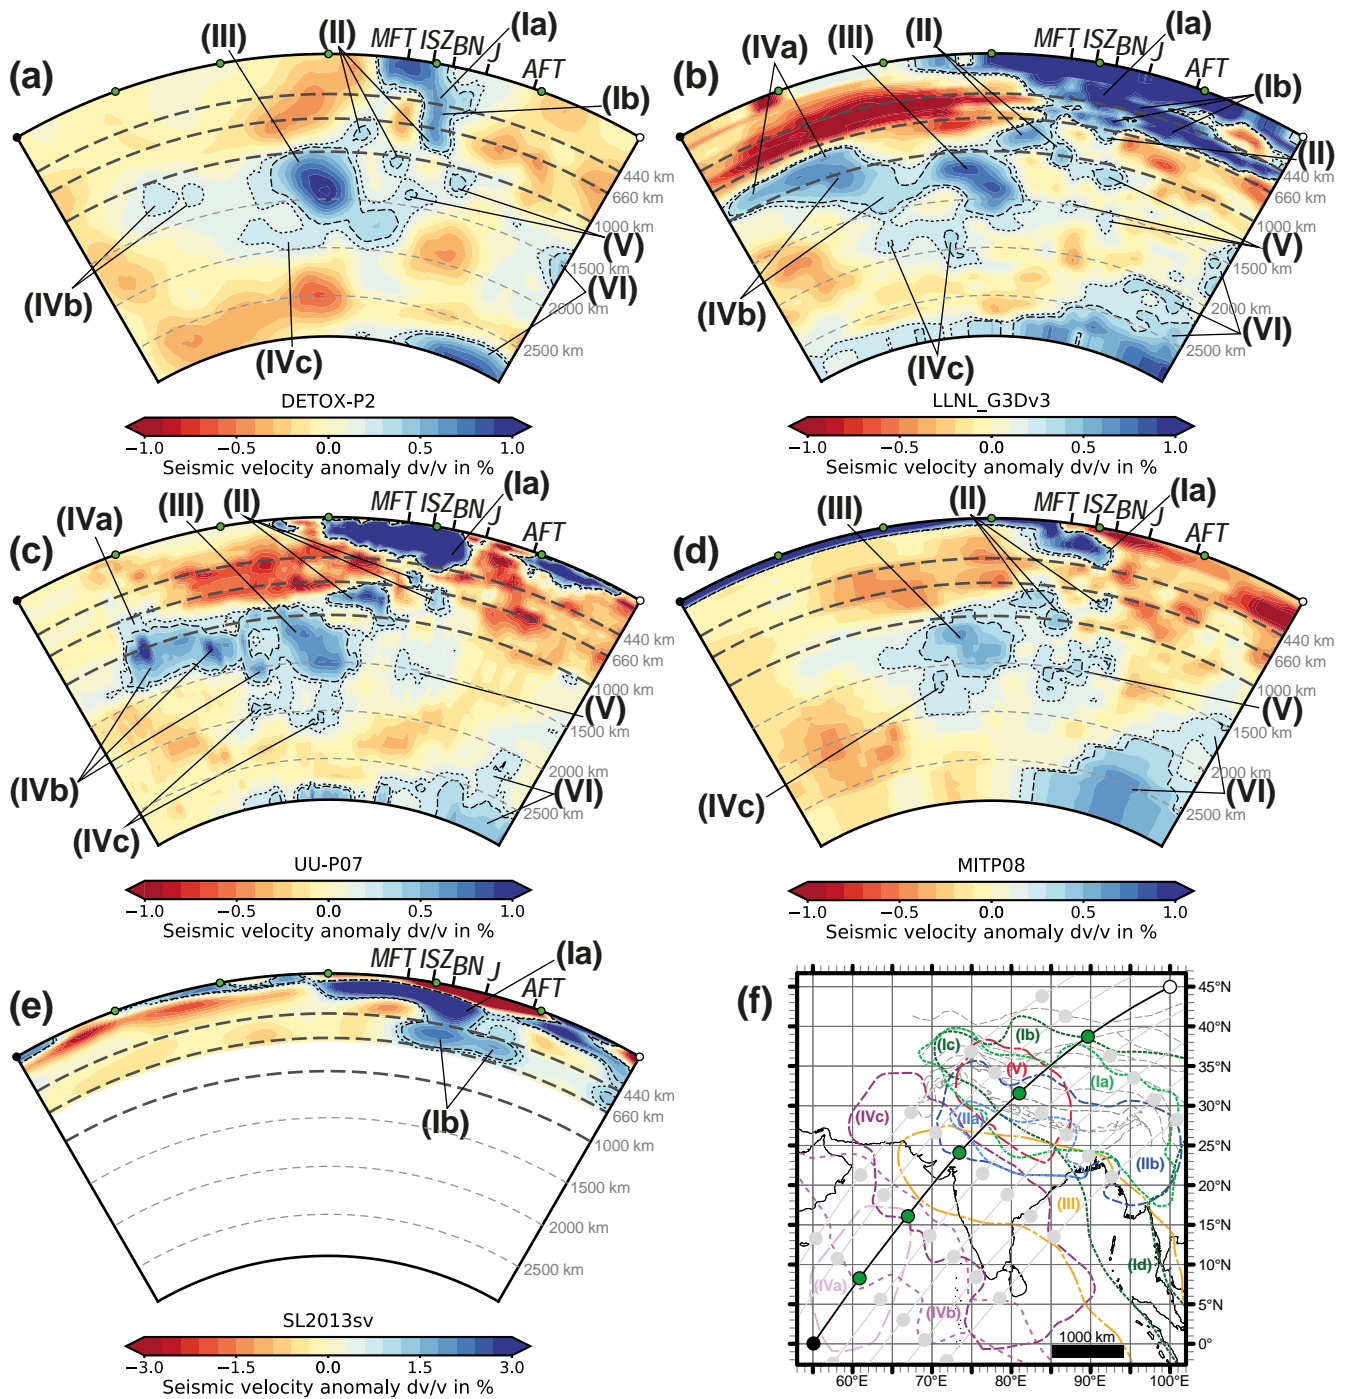 (a)
(III)
(II)
MFT ISZ BN J
(Ia)
AFT
(Ib)
440 km
660 km
1000 km
(V)
1500 km
(VI)
2000 km
2500 km
(IVb)
(IVc)
DETOX-P2
−1.0 −0.5 0.0 0.5 1.0
Seismic velocity anomaly dv/v in %
(b)
(IVa)
(III)
(II)
MFT ISZ BN J
(Ia)
AFT
(Ib)
(II)
440 km
660 km
1000 km
(V)
1500 km
(VI)
2000 km
2500 km
(IVb)
(IVc)
LLNL_G3Dv3
−1.0 −0.5 0.0 0.5 1.0
Seismic velocity anomaly dv/v in %
(c)
(IVa)
(III)
(II)
MFT ISZ BN J
(Ia)
AFT
440 km
660 km
1000 km
(V)
1500 km
2000 km
(VI)
2500 km
(IVb)
(IVc)
UU-P07
−1.0 −0.5 0.0 0.5 1.0
Seismic velocity anomaly dv/v in %
(d)
(III)
(II)
MFT ISZ BN J
(Ia)
AFT
440 km
660 km
1000 km
(V)
1500 km
2000 km
(VI)
2500 km
(IVc)
MITP08
−1.0 −0.5 0.0 0.5 1.0
Seismic velocity anomaly dv/v in %
(e)
MFT ISZ BN J
(Ia)
AFT
(Ib)
440 km
660 km
1000 km
1500 km
2000 km
2500 km
SL2013sv
−3.0 −1.5 0.0 1.5 3.0
Seismic velocity anomaly dv/v in %
(f)
45°N
40°N
35°N
30°N
25°N
20°N
15°N
10°N
5°N
0°
(Ic)
(Ib)
(V)
(Ia)
(IVc)
(IIa)
(IIb)
(III)
(Id)
(IVa)
(IVb)
1000 km
60°E 70°E 80°E 90°E 100°E